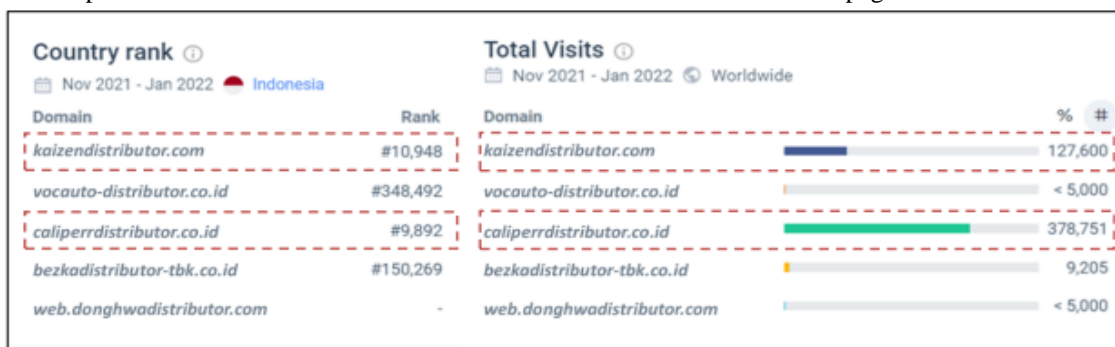 Country rank
Nov 2021 - Jan 2022 Indonesia
Domain Rank
kaizendistributor.com #10,948
vocauto-distributor.co.id #348,492
caliperrdistributor.co.id #9,892
bezkadistributor-tbk.co.id #150,269
web.donghwadistributor.com -
Total Visits
Nov 2021 - Jan 2022 Worldwide
Domain % #
kaizendistributor.com 127,600
vocauto-distributor.co.id < 5,000
caliperrdistributor.co.id 378,751
bezkadistributor-tbk.co.id 9,205
web.donghwadistributor.com < 5,000